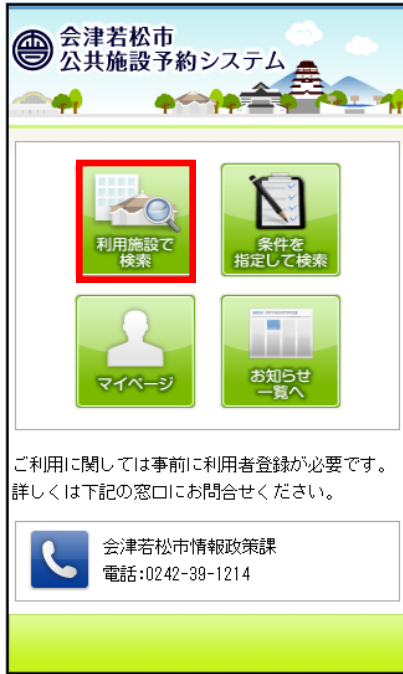 会津若松市
公共施設予約システム
利用施設で
検索
条件を
指定して検索
マイページ
お知らせ
一覧へ
ご利用に関しては事前に利用者登録が必要です。
詳しくは下記の窓口にお問合せください。
会津若松市情報政策課
電話:0242-39-1214